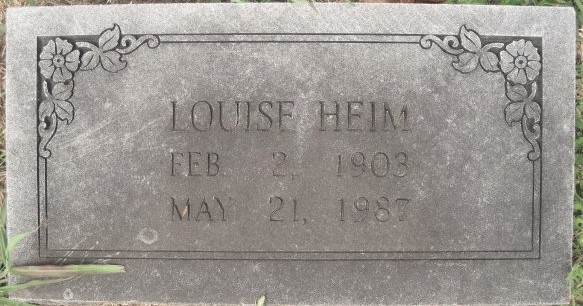 LOUISE HEIM
FEB. 2, 1903
MAY 21, 1987